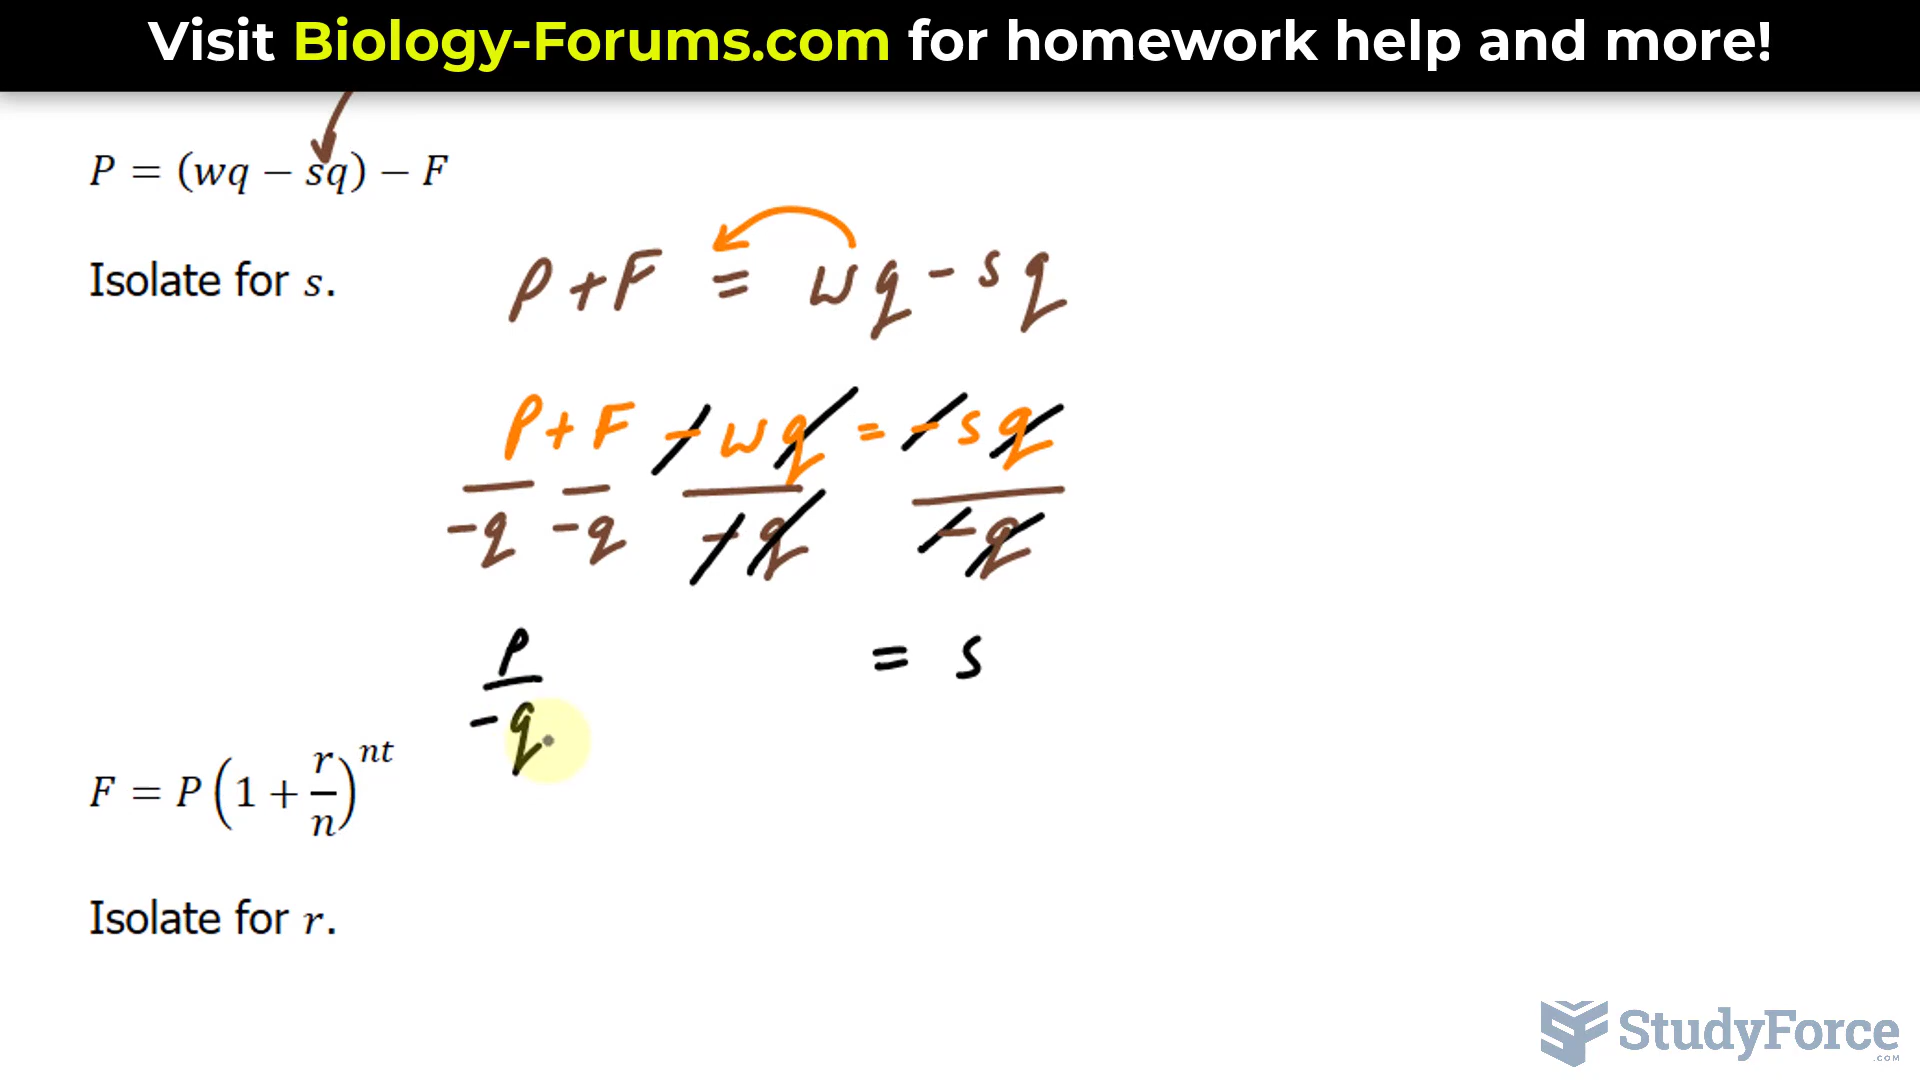 Visit Biology-Forums.com for homework help and more!
P = (wq − sq) − F
Isolate for s.
P + F = wq − sq
P + F − wq = − sq
−q −q −q −q
P = s
−q
F = P(1 + r/n)^nt
Isolate for r.
StudyForce
.COM